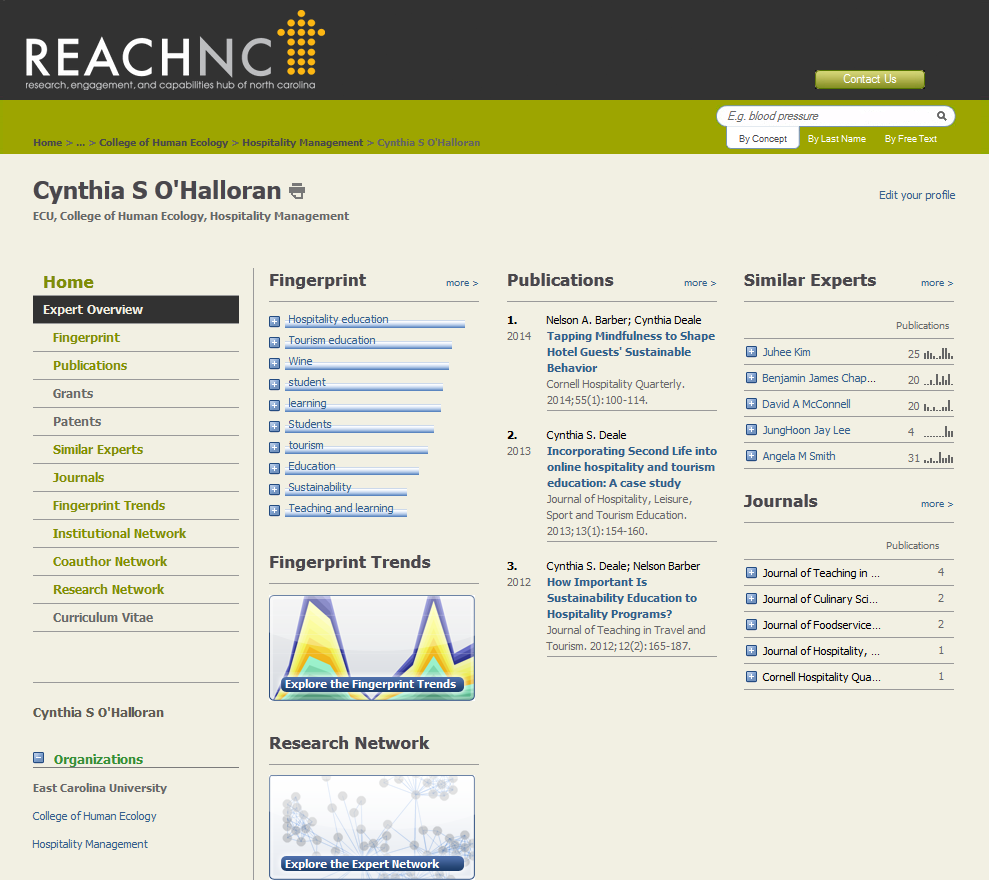 REACHNC
research, engagement, and capabilities hub of north carolina
Contact Us
E.g. blood pressure
By Concept By Last Name By Free Text
Home > ... > College of Human Ecology > Hospitality Management > Cynthia S O'Halloran
Cynthia S O'Halloran
Edit your profile
ECU, College of Human Ecology, Hospitality Management
Home
Expert Overview
Fingerprint
Publications
Grants
Patents
Similar Experts
Journals
Fingerprint Trends
Institutional Network
Coauthor Network
Research Network
Curriculum Vitae
Cynthia S O'Halloran
Organizations
East Carolina University
College of Human Ecology
Hospitality Management
Fingerprint more >
Hospitality education
Tourism education
Wine
student
learning
Students
tourism
Education
Sustainability
Teaching and learning
Fingerprint Trends
Explore the Fingerprint Trends
Research Network
Explore the Expert Network
Publications more >
1. Nelson A. Barber; Cynthia Deale
2014 Tapping Mindfulness to Shape
Hotel Guests' Sustainable
Behavior
Cornell Hospitality Quarterly.
2014;55(1):100-114.
2. Cynthia S. Deale
2013 Incorporating Second Life into
online hospitality and tourism
education: A case study
Journal of Hospitality, Leisure,
Sport and Tourism Education.
2013;13(1):154-160.
3. Cynthia S. Deale; Nelson Barber
2012 How Important Is
Sustainability Education to
Hospitality Programs?
Journal of Teaching in Travel and
Tourism. 2012;12(2):165-187.
Similar Experts more >
Publications
Juhee Kim 25
Benjamin James Chap... 20
David A McConnell 20
JungHoon Jay Lee 4
Angela M Smith 31
Journals more >
Publications
Journal of Teaching in ... 4
Journal of Culinary Sci... 2
Journal of Foodservice... 2
Journal of Hospitality, ... 1
Cornell Hospitality Qua... 1